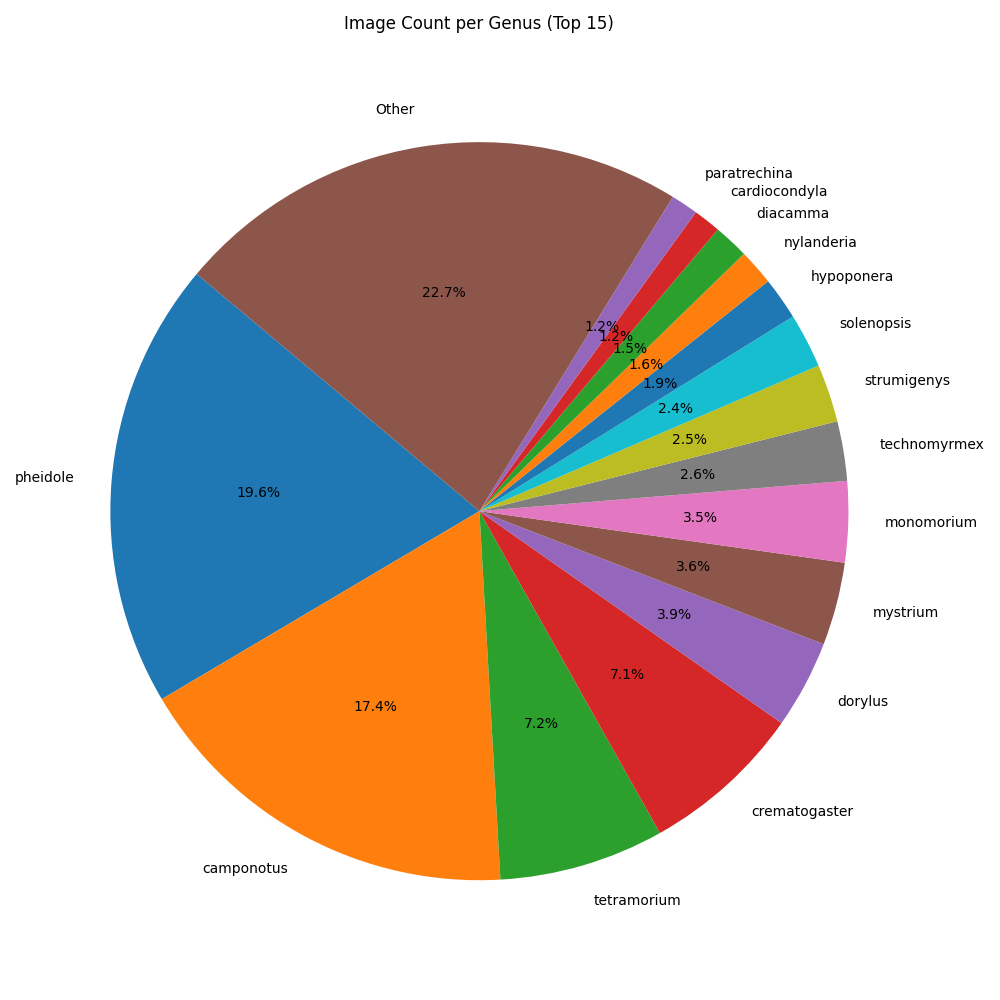 Image Count per Genus (Top 15)
Other
paratrechina
cardiocondyla
diacamma
nylanderia
hypoponera
solenopsis
strumigenys
technomyrmex
monomorium
mystrium
dorylus
crematogaster
tetramorium
camponotus
pheidole
22.7%
1.2%
1.2%
1.5%
1.6%
1.9%
2.4%
2.5%
2.6%
3.5%
3.6%
3.9%
7.1%
7.2%
17.4%
19.6%